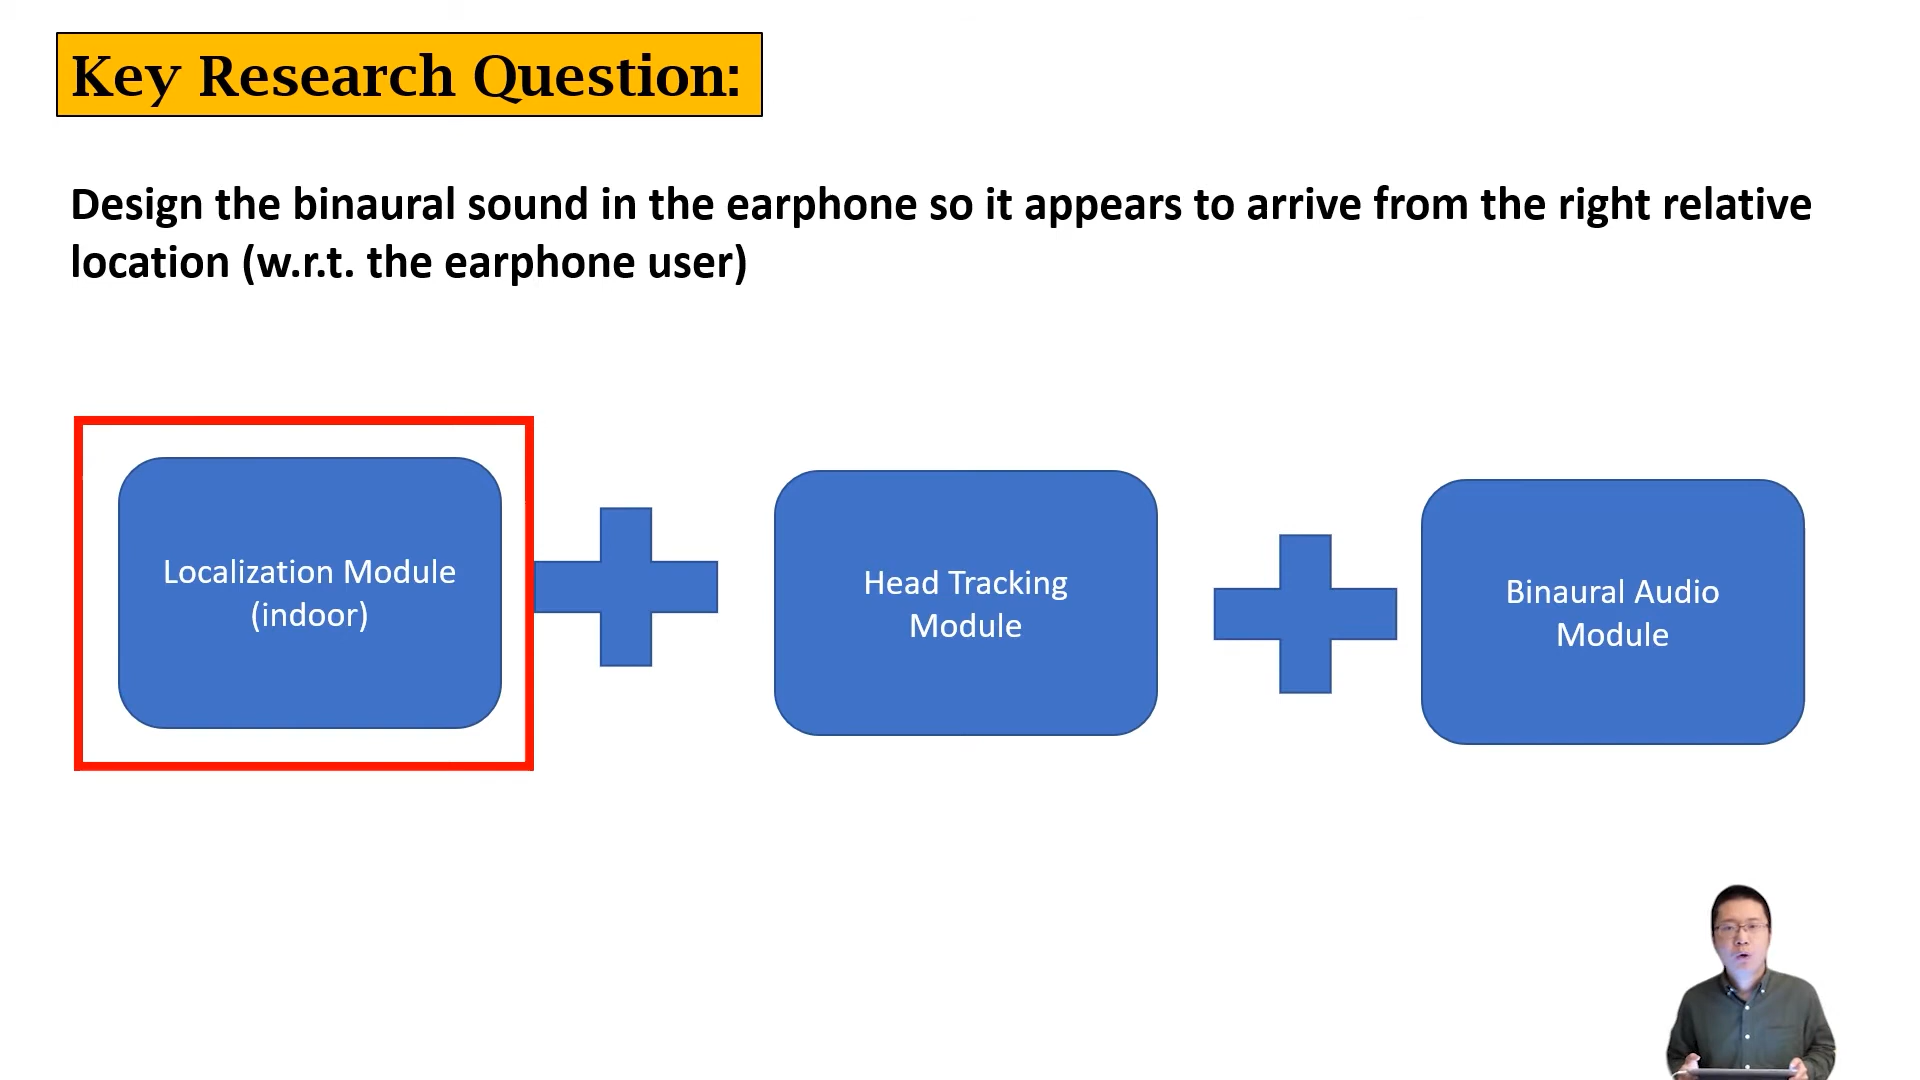 Key Research Question:
Design the binaural sound in the earphone so it appears to arrive from the right relative
location (w.r.t. the earphone user)
Localization Module
(indoor)
Head Tracking
Module
Binaural Audio
Module